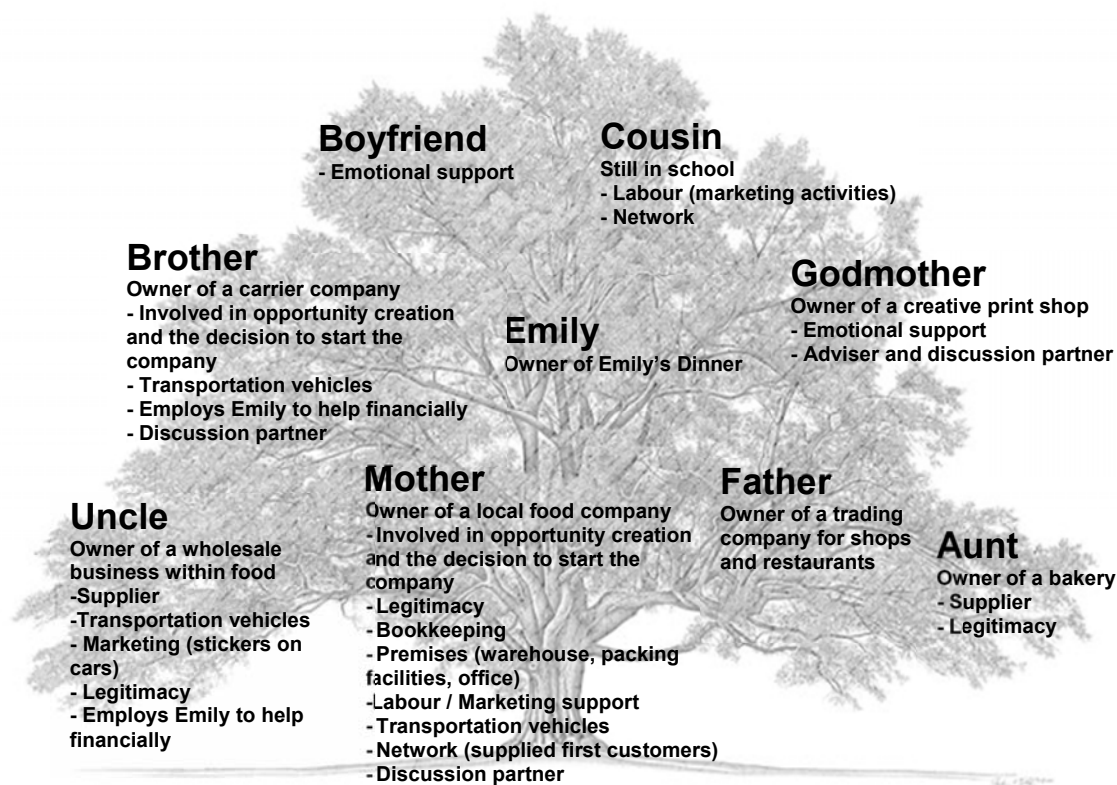 Boyfriend
- Emotional support
Cousin
Still in school
- Labour (marketing activities)
- Network
Brother
Owner of a carrier company
- Involved in opportunity creation
and the decision to start the
company
- Transportation vehicles
- Employs Emily to help financially
- Discussion partner
Emily
Owner of Emily's Dinner
Godmother
Owner of a creative print shop
- Emotional support
- Adviser and discussion partner
Uncle
Owner of a wholesale
business within food
-Supplier
-Transportation vehicles
- Marketing (stickers on
cars)
- Legitimacy
- Employs Emily to help
financially
Mother
Owner of a local food company
- Involved in opportunity creation
and the decision to start the
company
- Legitimacy
- Bookkeeping
- Premises (warehouse, packing
facilities, office)
-Labour / Marketing support
- Transportation vehicles
- Network (supplied first customers)
- Discussion partner
Father
Owner of a trading
company for shops
and restaurants
Aunt
Owner of a bakery
- Supplier
- Legitimacy